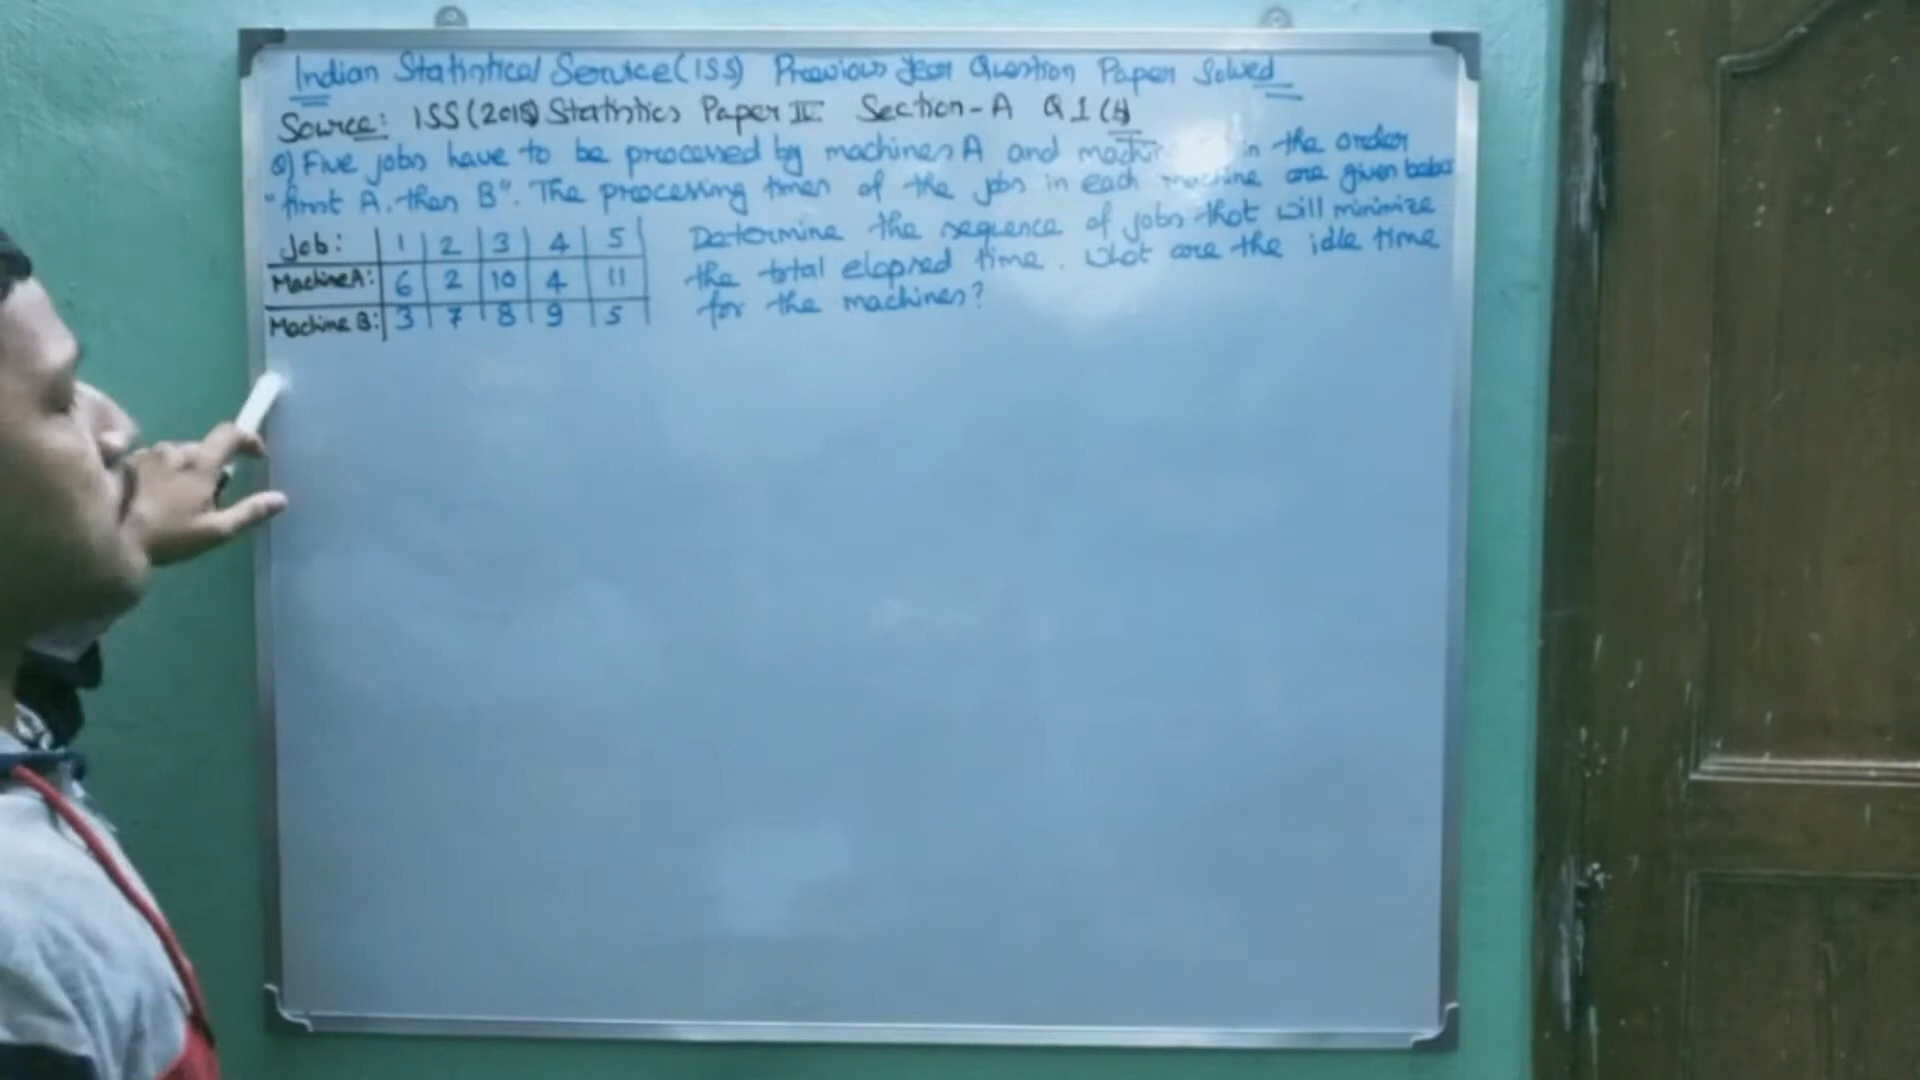 Indian Statistical Service (ISS) Previous Year Question Paper Solved
Source: ISS (2015) Statistics Paper Section-A Q1
Q) Five jobs have to be processed by machines A and in the order
"first A, then B". The processing times of the jobs in each machine are given below
Job: 1 2 3 4 5
Machine A: 6 2 10 4 11
Machine B: 3 7 8 9 5
Determine the sequence of jobs that will minimize
the total elapsed time. What are the idle time
for the machines?